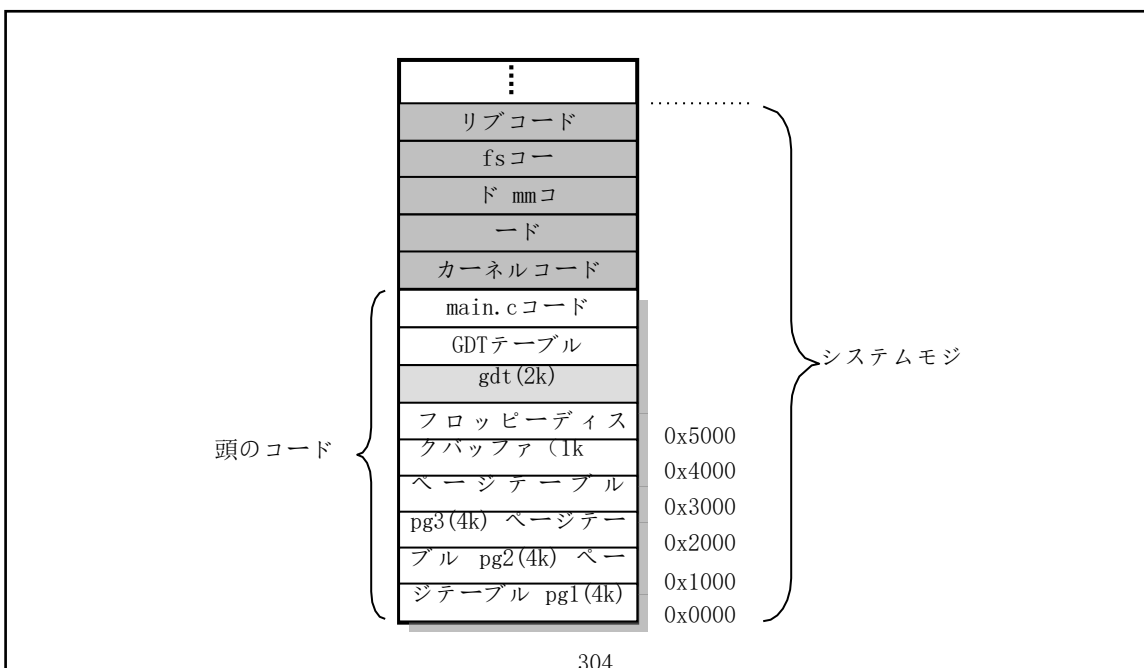 リブコード
fsコー
ド mmコ
ード
カーネルコード
main.cコード
GDTテーブル
gdt(2k)
フロッピーディス
クバッファ（1k
ページテーブル
pg3(4k) ページテー
ブル pg2(4k) ペー
ジテーブル pg1(4k)
頭のコード
0x5000
0x4000
0x3000
0x2000
0x1000
0x0000
システムモジ
304